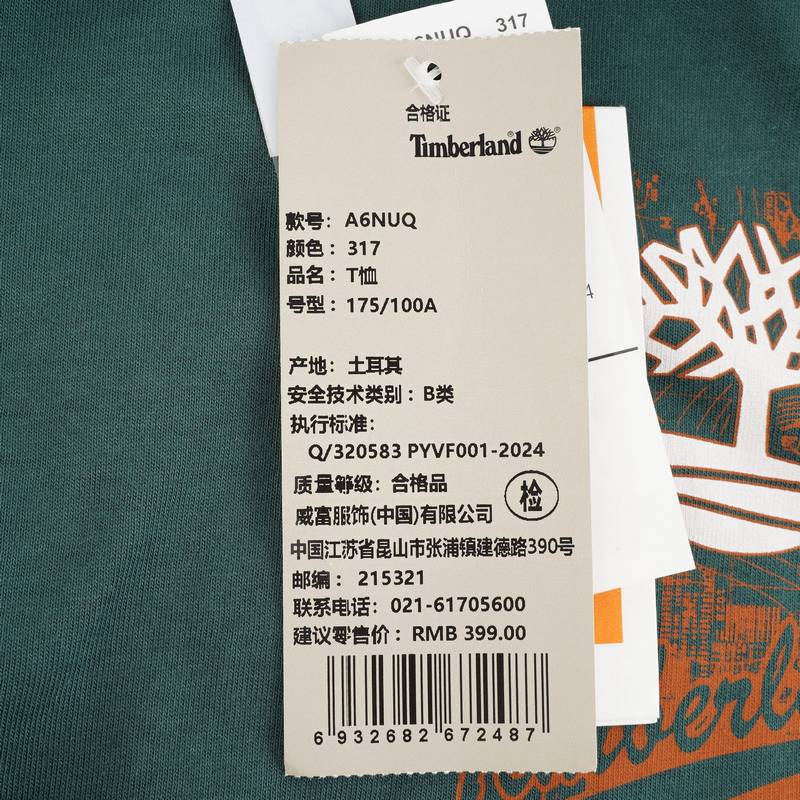 A6NUQ 317
合格证
Timberland
款号：A6NUQ
颜色：317
品名：T恤
号型：175/100A
产地：土耳其
安全技术类别：B类
执行标准：
Q/320583 PYVF001-2024
质量等级：合格品
检
威富服饰(中国)有限公司
中国江苏省昆山市张浦镇建德路390号
邮编：215321
联系电话：021-61705600
建议零售价：RMB 399.00
6 932682 672487
4